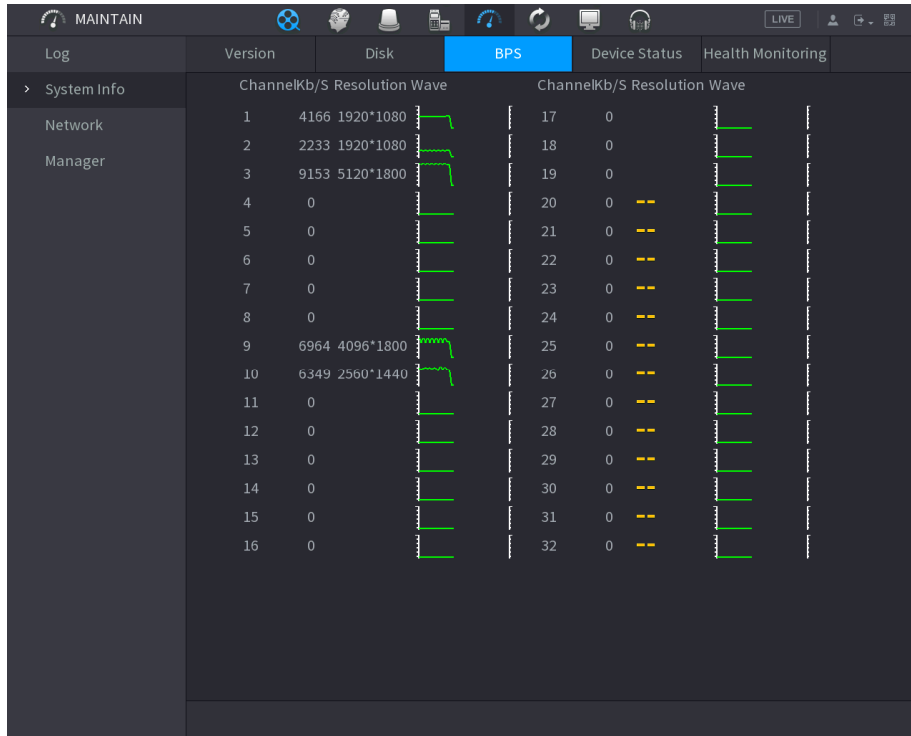 MAINTAIN LIVE
Log Version Disk BPS Device Status Health Monitoring
System Info
Network
Manager
ChannelKb/S Resolution Wave ChannelKb/S Resolution Wave
1 4166 1920*1080 17 0
2 2233 1920*1080 18 0
3 9153 5120*1800 19 0
4 0 20 0 --
5 0 21 0 --
6 0 22 0 --
7 0 23 0 --
8 0 24 0 --
9 6964 4096*1800 25 0 --
10 6349 2560*1440 26 0 --
11 0 27 0 --
12 0 28 0 --
13 0 29 0 --
14 0 30 0 --
15 0 31 0 --
16 0 32 0 --